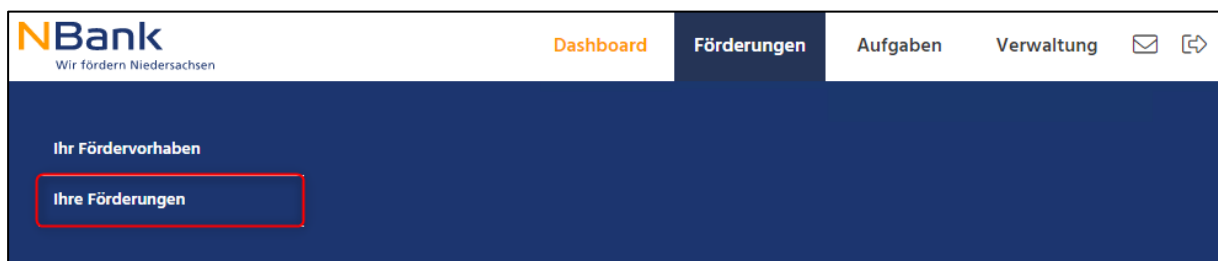 NBank
Wir fördern Niedersachsen
Dashboard Förderungen Aufgaben Verwaltung
Ihr Fördervorhaben
Ihre Förderungen